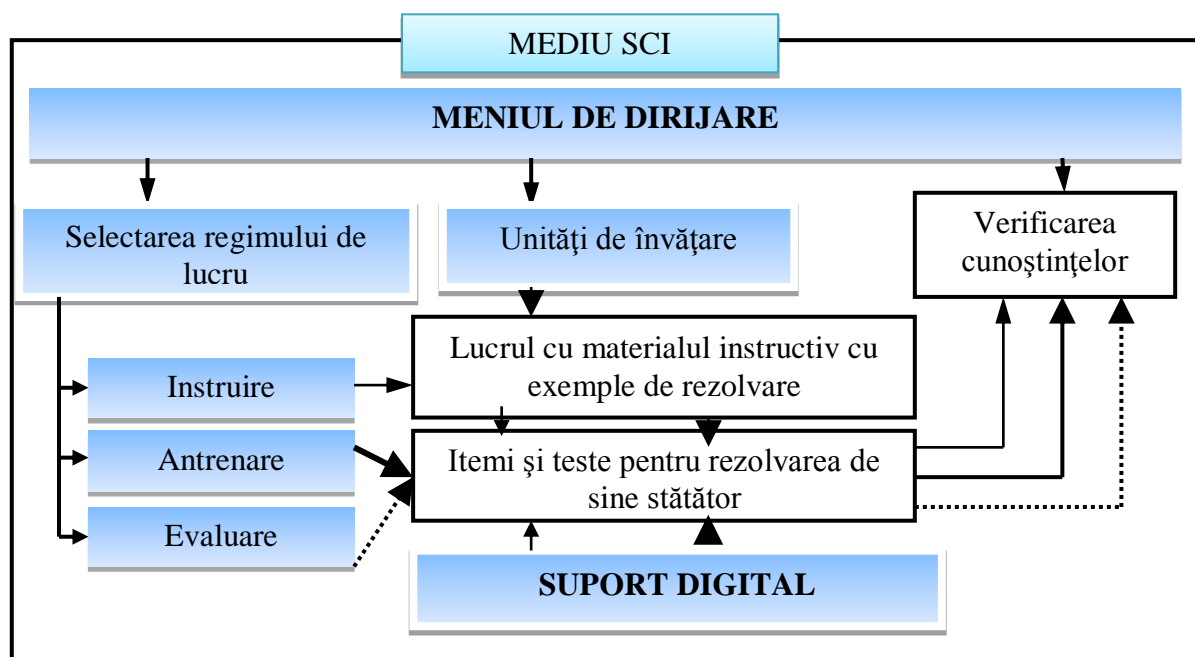 MEDIU SCI
MENIUL DE DIRIJARE
Selectarea regimului de
lucru
Unităţi de învăţare
Verificarea
cunoştinţelor
Lucrul cu materialul instructiv cu
exemple de rezolvare
Instruire
Antrenare
Itemi şi teste pentru rezolvarea de
sine stătător
Evaluare
SUPORT DIGITAL